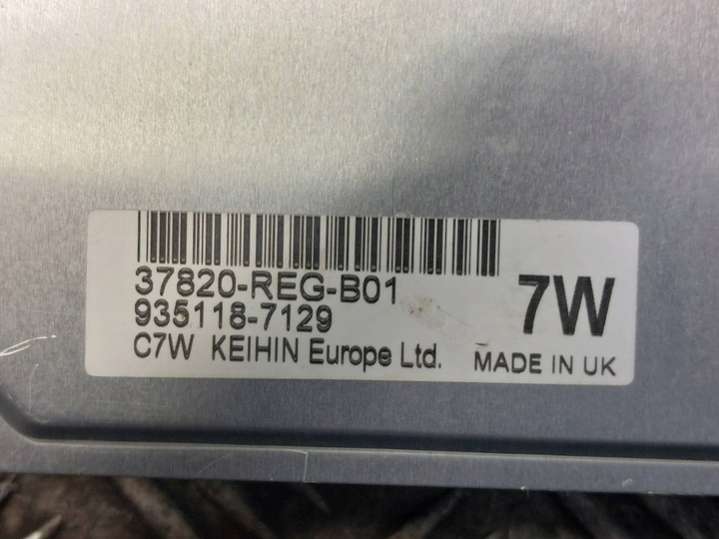 37820-REG-B01
935118-7129
7W
C7W KEIHIN Europe Ltd.
MADE IN UK